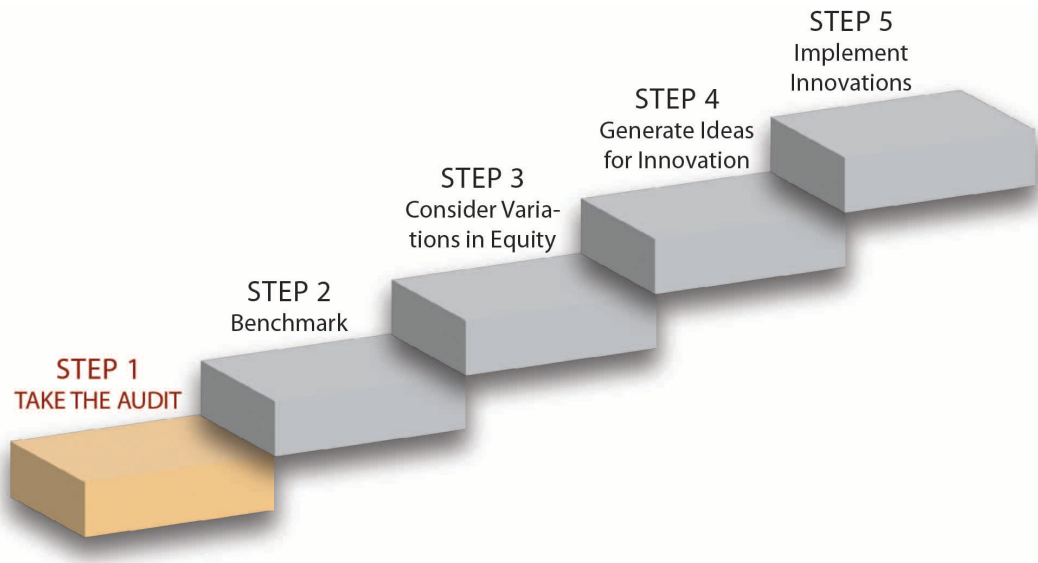 STEP 1
TAKE THE AUDIT
STEP 2
Benchmark
STEP 3
Consider Varia-
tions in Equity
STEP 4
Generate Ideas
for Innovation
STEP 5
Implement
Innovations